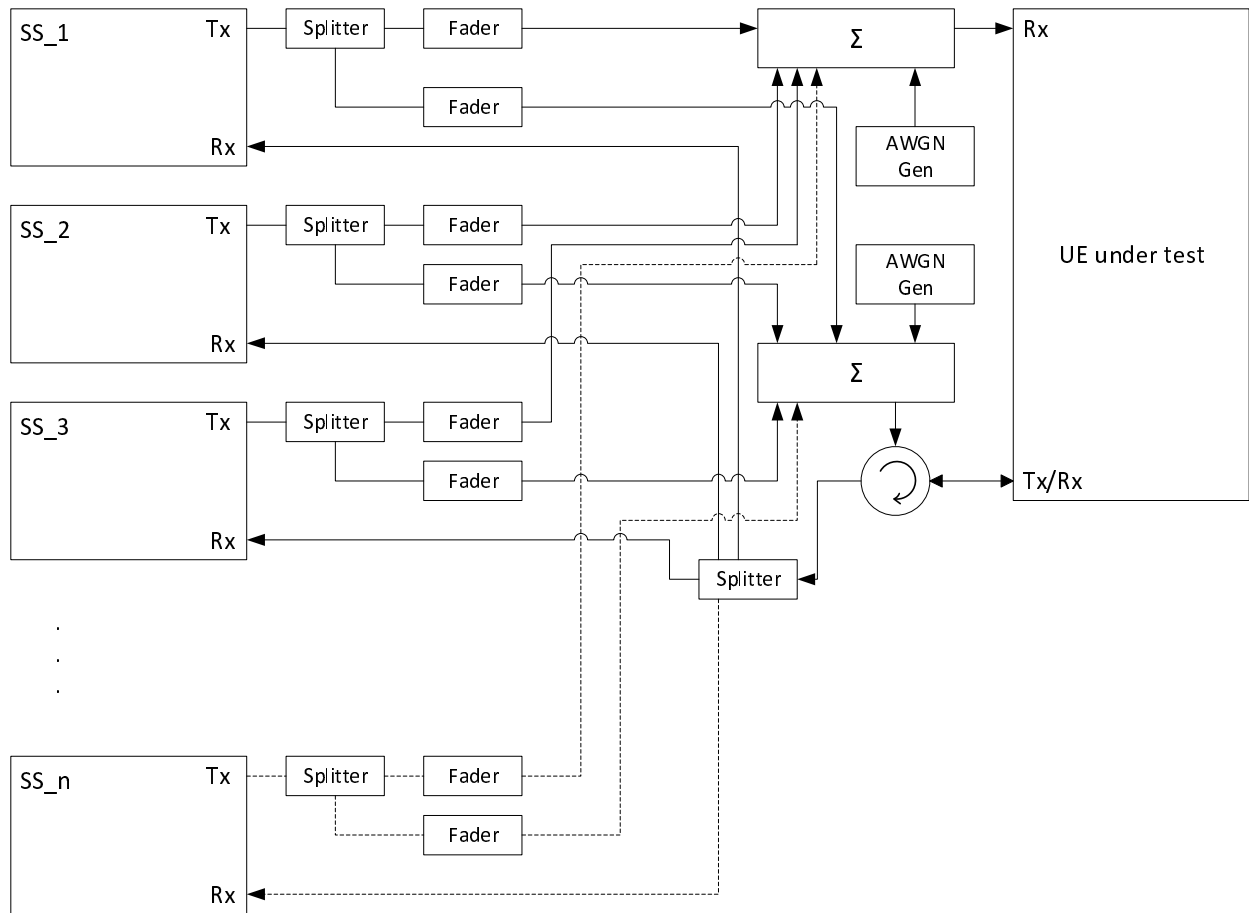 SS_1
Tx
Splitter
Fader
Σ
Rx
Fader
Rx
AWGN
Gen
SS_2
Tx
Splitter
Fader
UE under test
Fader
AWGN
Gen
Rx
Σ
SS_3
Tx
Splitter
Fader
Fader
Tx/Rx
Rx
Splitter
.
.
.
SS_n
Tx
Splitter
Fader
Fader
Rx